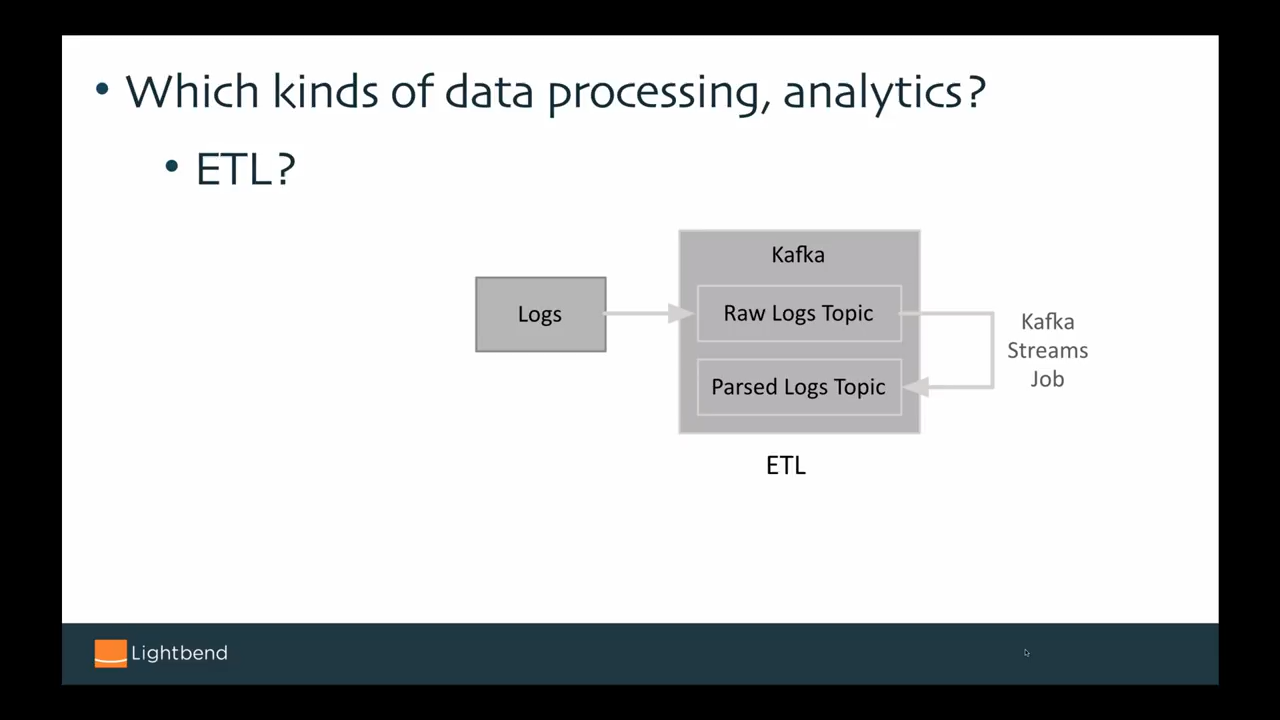 • Which kinds of data processing, analytics?
• ETL?
Kafka
Logs
Raw Logs Topic
Parsed Logs Topic
Kafka
Streams
Job
ETL
Lightbend